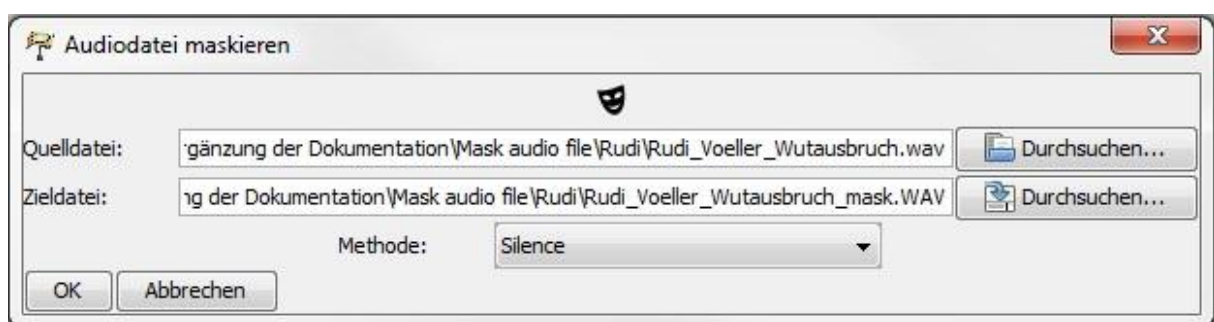 Audiodatei maskieren
Quelldatei: gänzung der Dokumentation\Mask audio file\Rudi\Rudi_Voeller_Wutausbruch.wav Durchsuchen...
Zieldatei: ng der Dokumentation\Mask audio file\Rudi\Rudi_Voeller_Wutausbruch_mask.WAV Durchsuchen...
Methode: Silence
OK Abbrechen